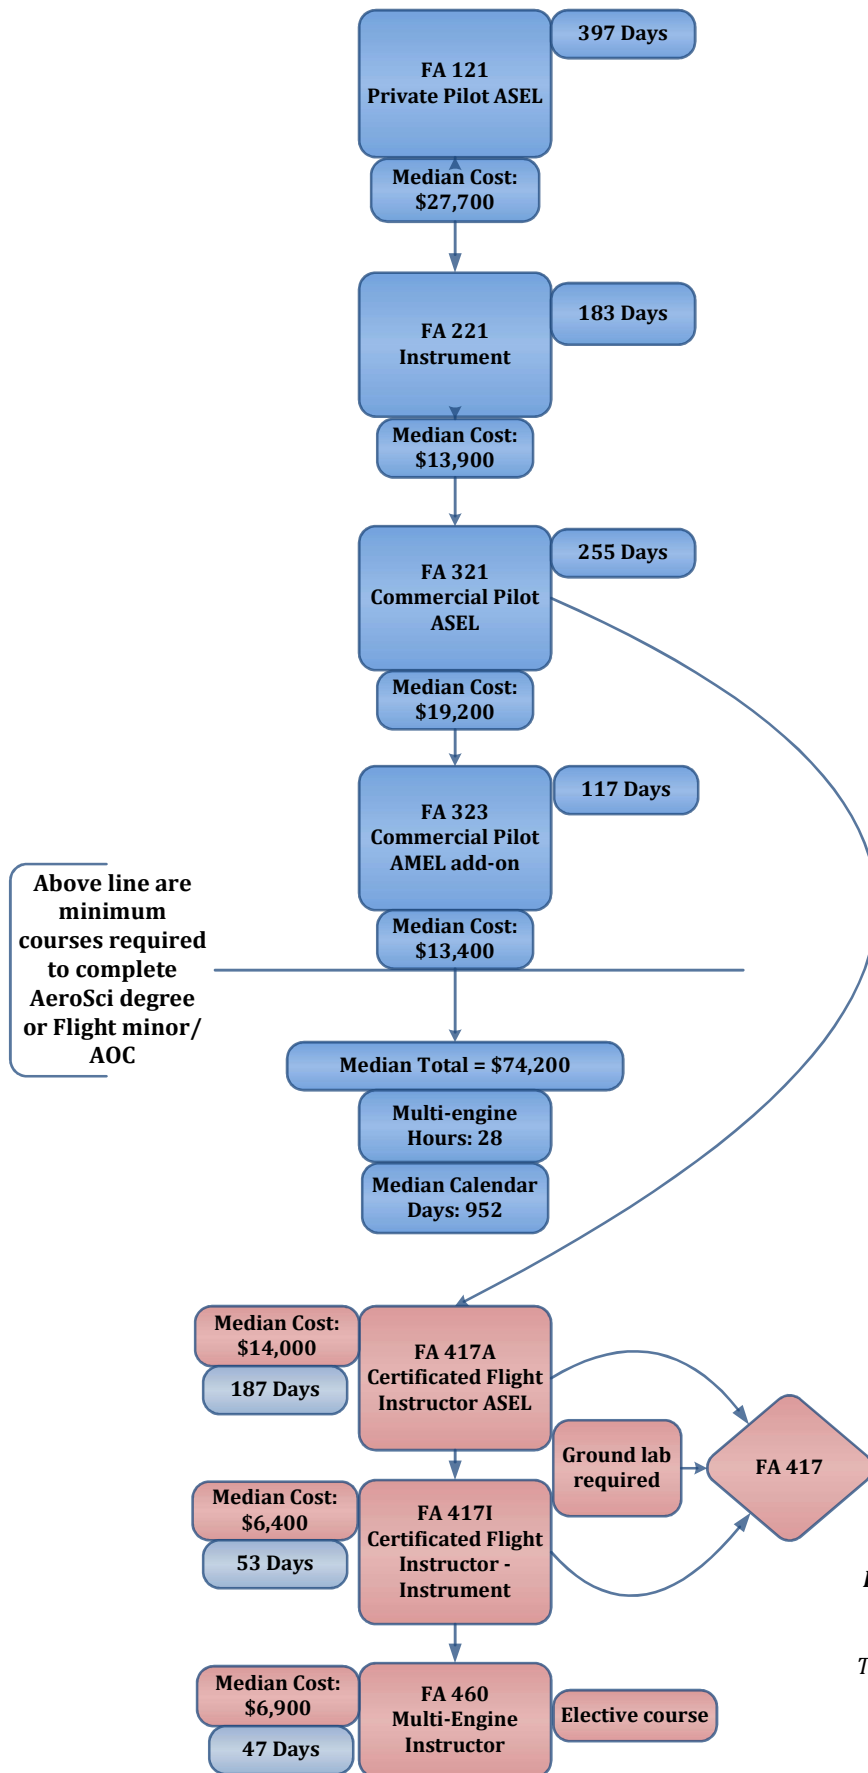 397 Days
FA 121
Private Pilot ASEL
Median Cost:
$27,700
183 Days
FA 221
Instrument
Median Cost:
$13,900
255 Days
FA 321
Commercial Pilot
ASEL
Median Cost:
$19,200
117 Days
FA 323
Commercial Pilot
AMEL add-on
Median Cost:
$13,400
Above line are
minimum
courses required
to complete
AeroSci degree
or Flight minor/
AOC
Median Total = $74,200
Multi-engine
Hours: 28
Median Calendar
Days: 952
Median Cost:
$14,000
187 Days
FA 417A
Certificated Flight
Instructor ASEL
Ground lab
required
FA 417
Median Cost:
$6,400
53 Days
FA 417I
Certificated Flight
Instructor -
Instrument
Median Cost:
$6,900
47 Days
FA 460
Multi-Engine
Instructor
Elective course
T